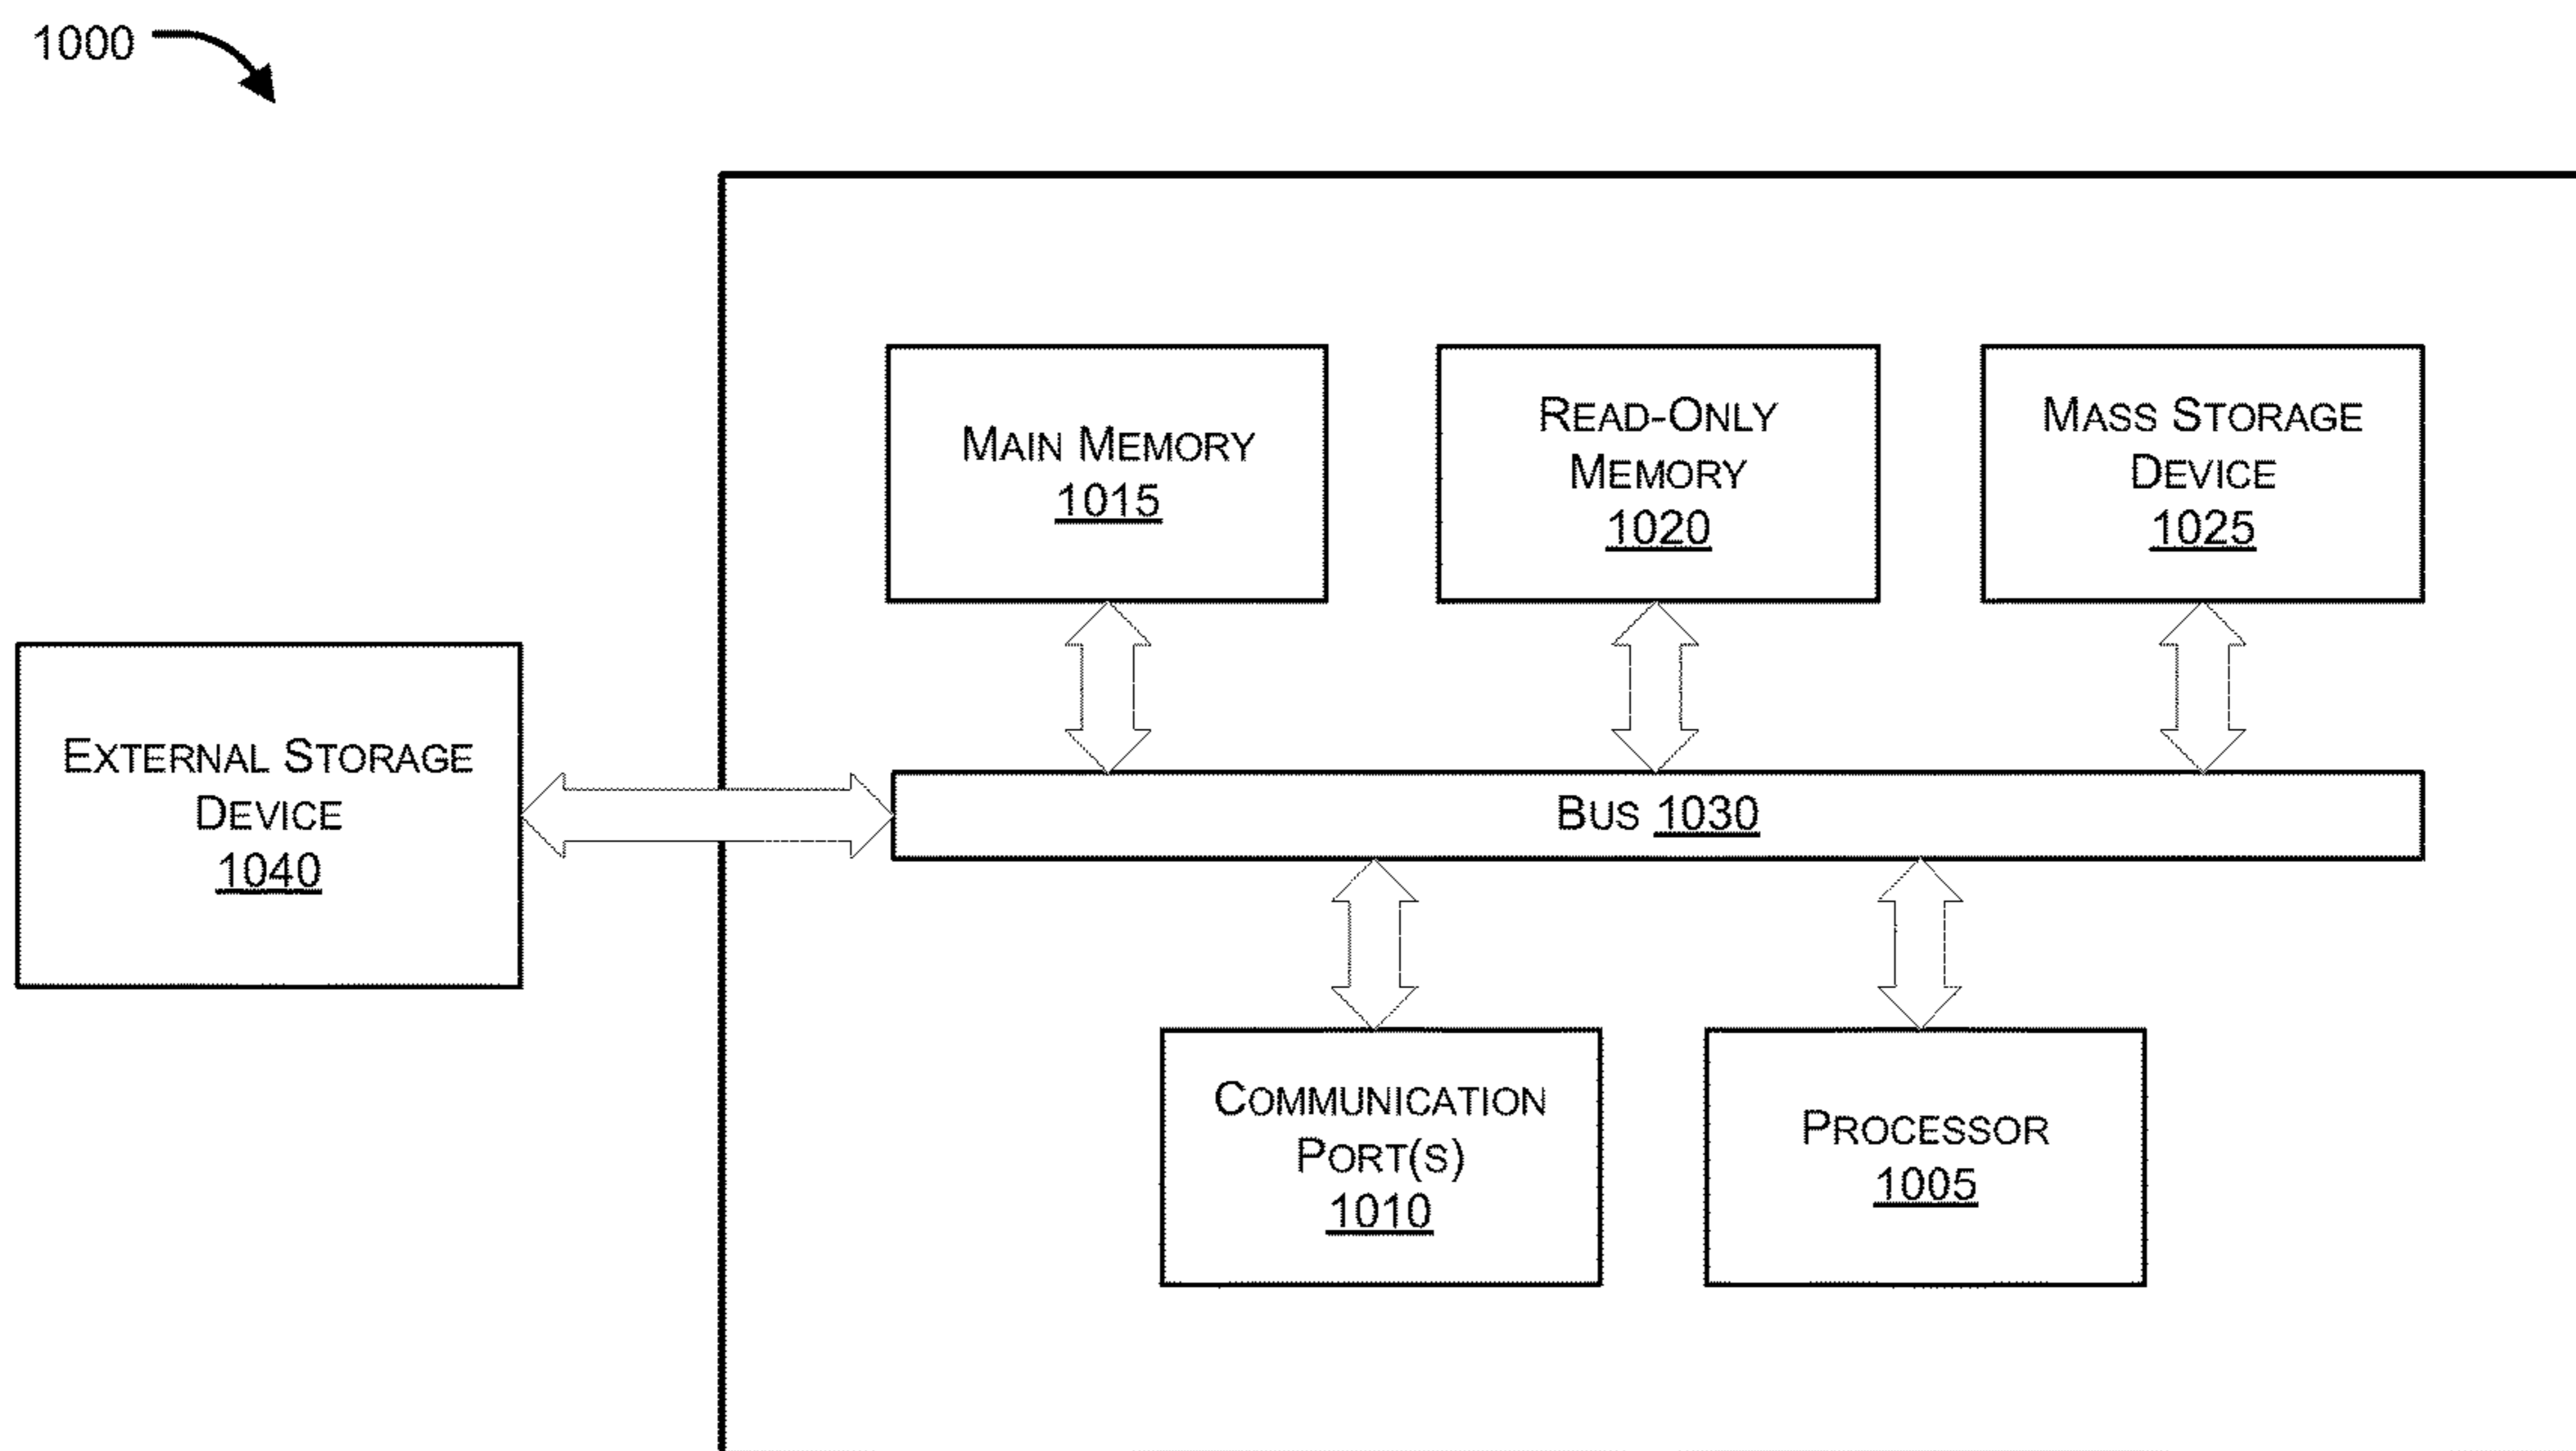 1000
MAIN MEMORY
1015
READ-ONLY
MEMORY
1020
MASS STORAGE
DEVICE
1025
EXTERNAL STORAGE
DEVICE
1040
BUS 1030
COMMUNICATION
PORT(S)
1010
PROCESSOR
1005